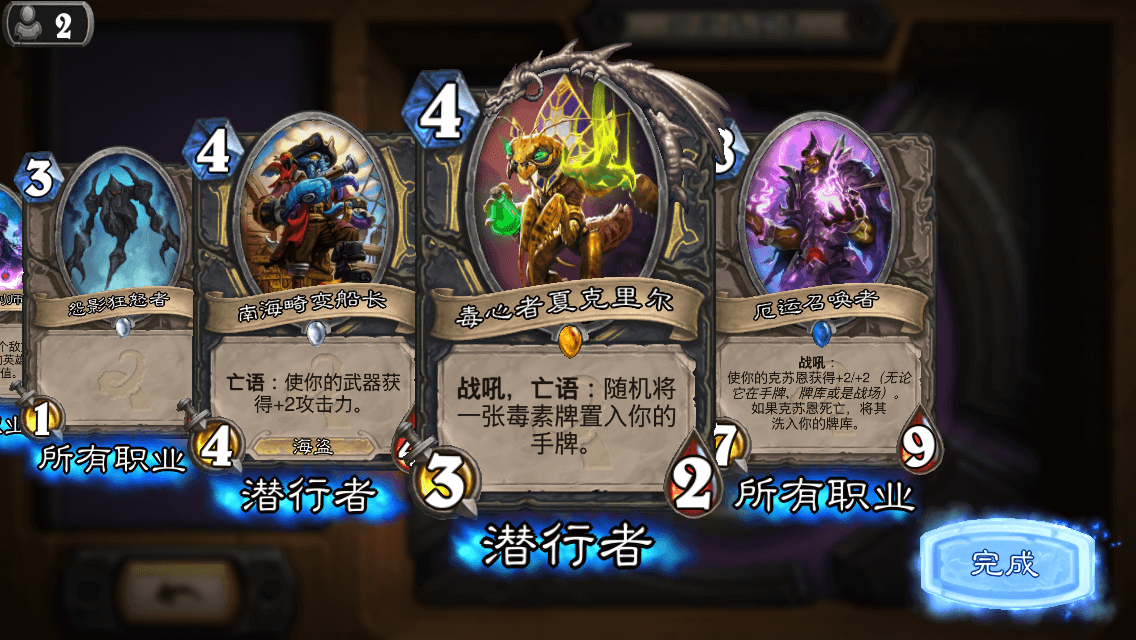 2
3
怨影狂怒者
1
所有职业
4
南海畸变船长
亡语：使你的武器获
得+2攻击力。
海盗
4
潜行者
4
毒心者夏克里尔
战吼，亡语：随机将
一张毒素牌置入你的
手牌。
3
2
潜行者
厄运召唤者
战吼：
使你的克苏恩获得+2/+2（无论
它在手牌、牌库或是战场）。
如果克苏恩死亡，将其
洗入你的牌库。
7
9
所有职业
完成